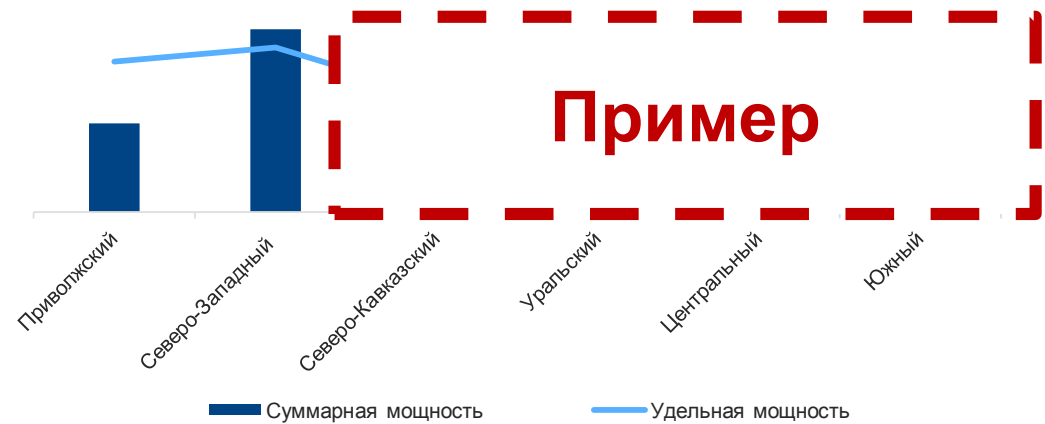 Пример
Приволжский
Северо-Западный
Северо-Кавказский
Уральский
Центральный
Южный
Суммарная мощность
Удельная мощность